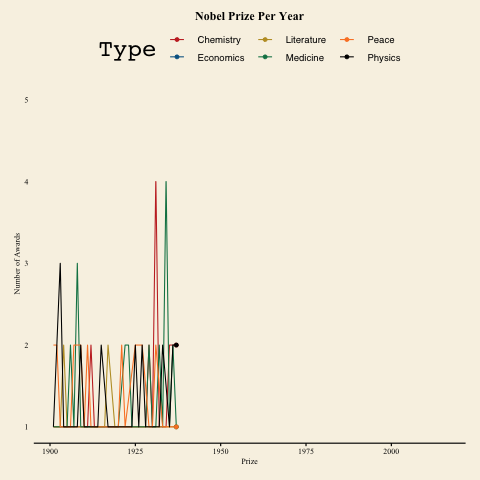 Nobel Prize Per Year
Type
Chemistry Literature Peace
Economics Medicine Physics
5
4
3
2
1
Number of Awards
1900 1925 1950 1975 2000
Prize